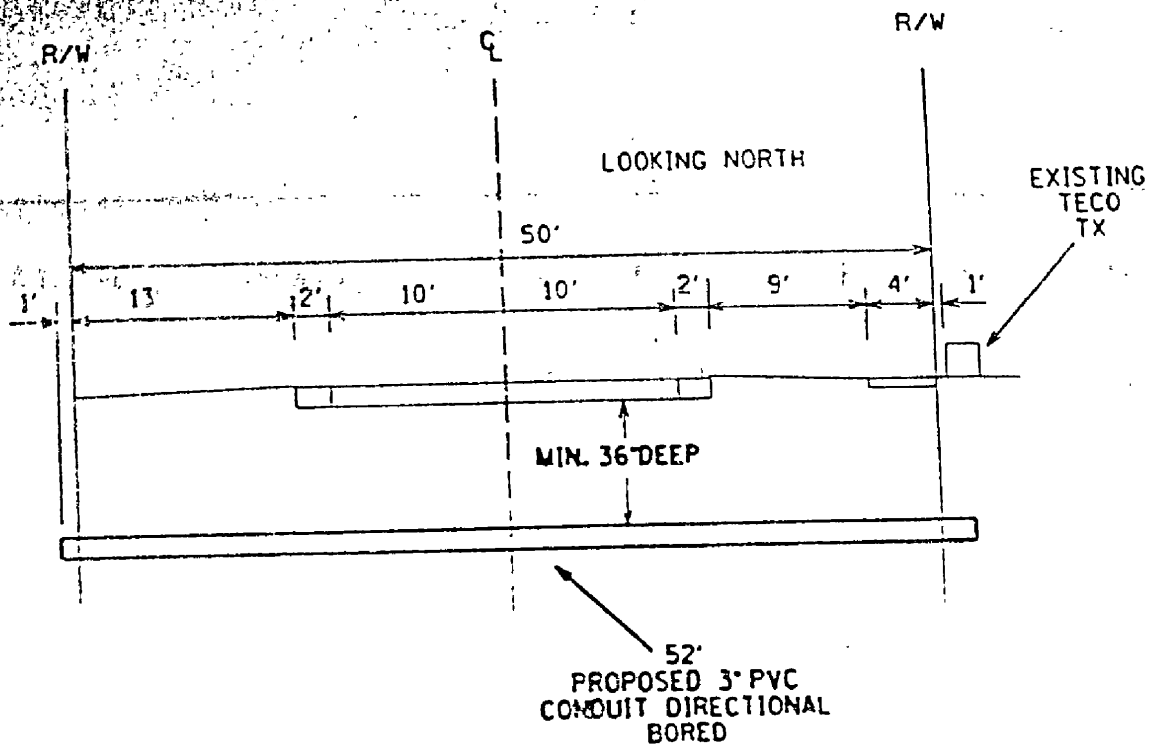 R/W
℄
R/W
LOOKING NORTH
EXISTING
TECO
TX
50'
1'
13'
2'
10'
10'
2'
9'
4'
1'
MIN. 36" DEEP
52'
PROPOSED 3" PVC
CONDUIT DIRECTIONAL
BORED